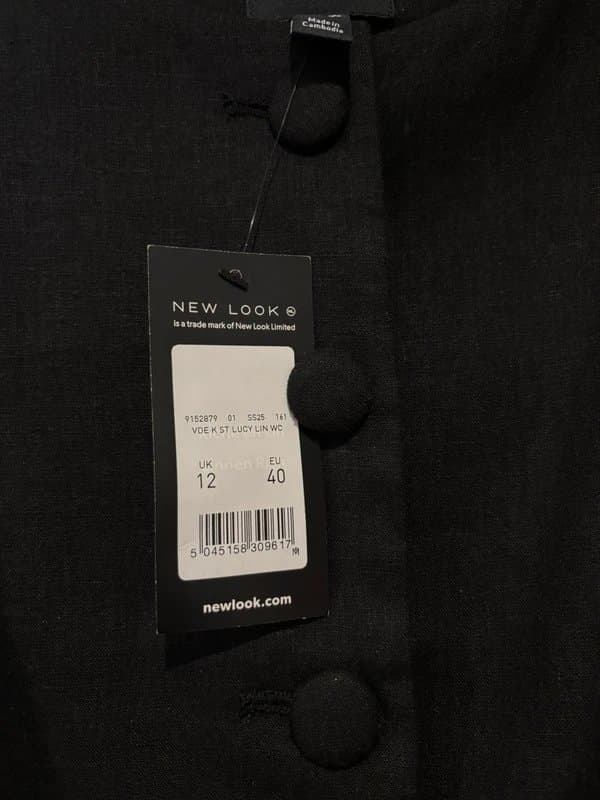 Made in
Cambodia
NEW LOOK NL
is a trade mark of New Look Limited
9152879 01 SS25 161
VDE K ST LUCY LIN WC
UK EU
12 40
5 045158 309617
newlook.com